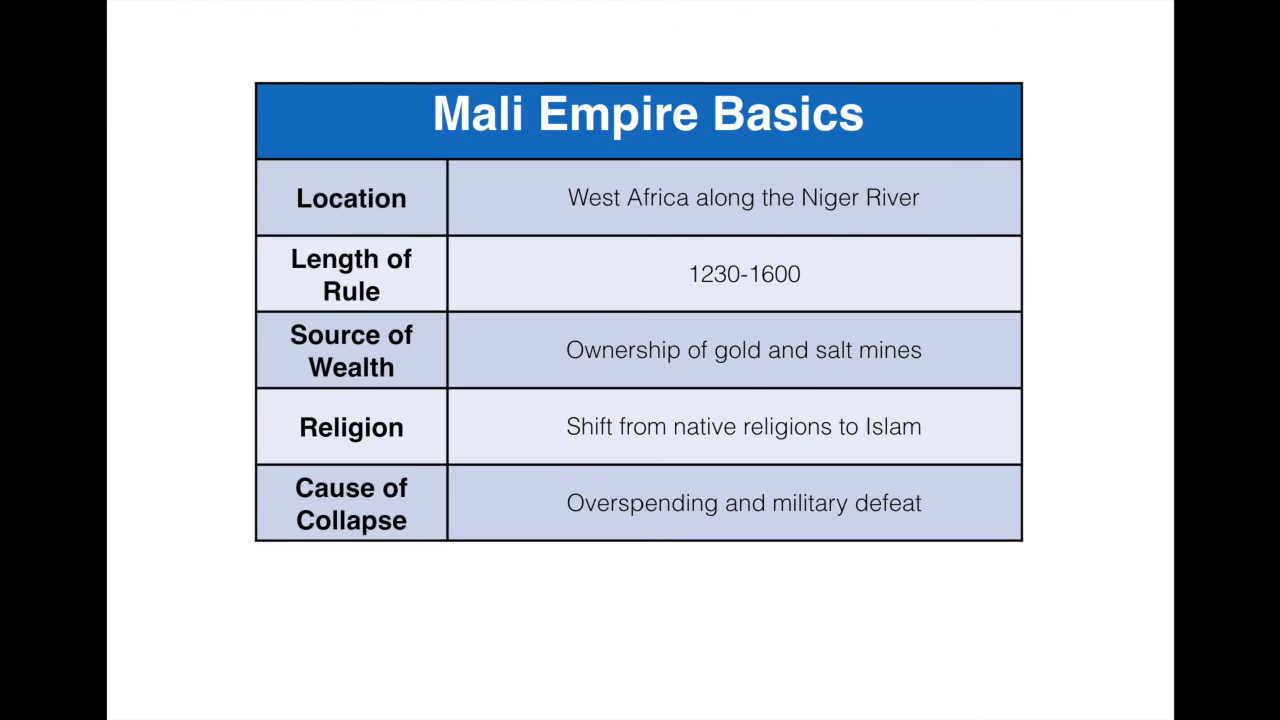 Mali Empire Basics
Location
West Africa along the Niger River
Length of
Rule
1230-1600
Source of
Wealth
Ownership of gold and salt mines
Religion
Shift from native religions to Islam
Cause of
Collapse
Overspending and military defeat